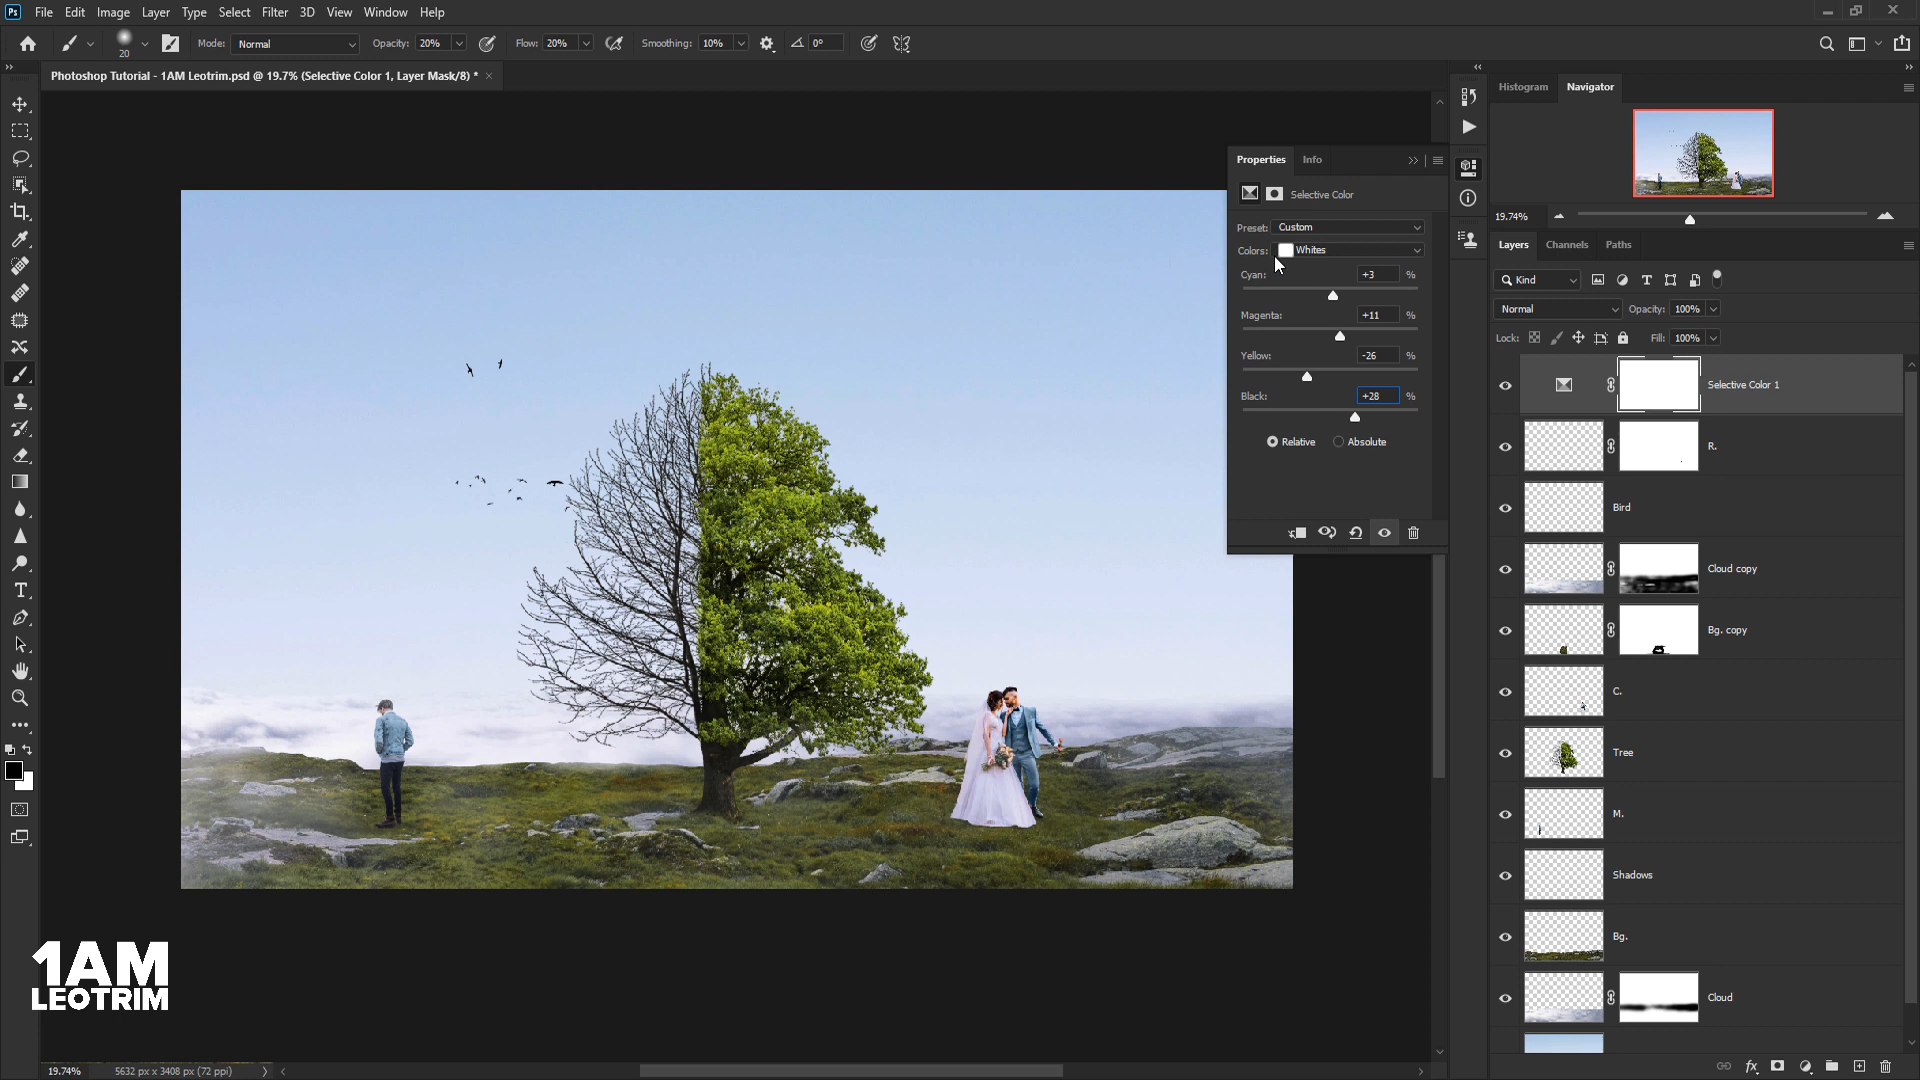 Ps File Edit Image Layer Type Select Filter 3D View Window Help
20 Mode: Normal Opacity: 20% Flow: 20% Smoothing: 10% 0°
Photoshop Tutorial - 1AM Leotrim.psd @ 19.7% (Selective Color 1, Layer Mask/8) * ×
Histogram Navigator
19.74%
Properties Info
Selective Color
Preset: Custom
Colors: Whites
Cyan: +3 %
Magenta: +11 %
Yellow: -26 %
Black: +28 %
Relative Absolute
Layers Channels Paths
Kind
Normal Opacity: 100%
Lock: Fill: 100%
Selective Color 1
R.
Bird
Cloud copy
Bg. copy
C.
Tree
M.
Shadows
Bg.
Cloud
fx
1AM
LEOTRIM
19.74% 5632 px x 3408 px (72 ppi)